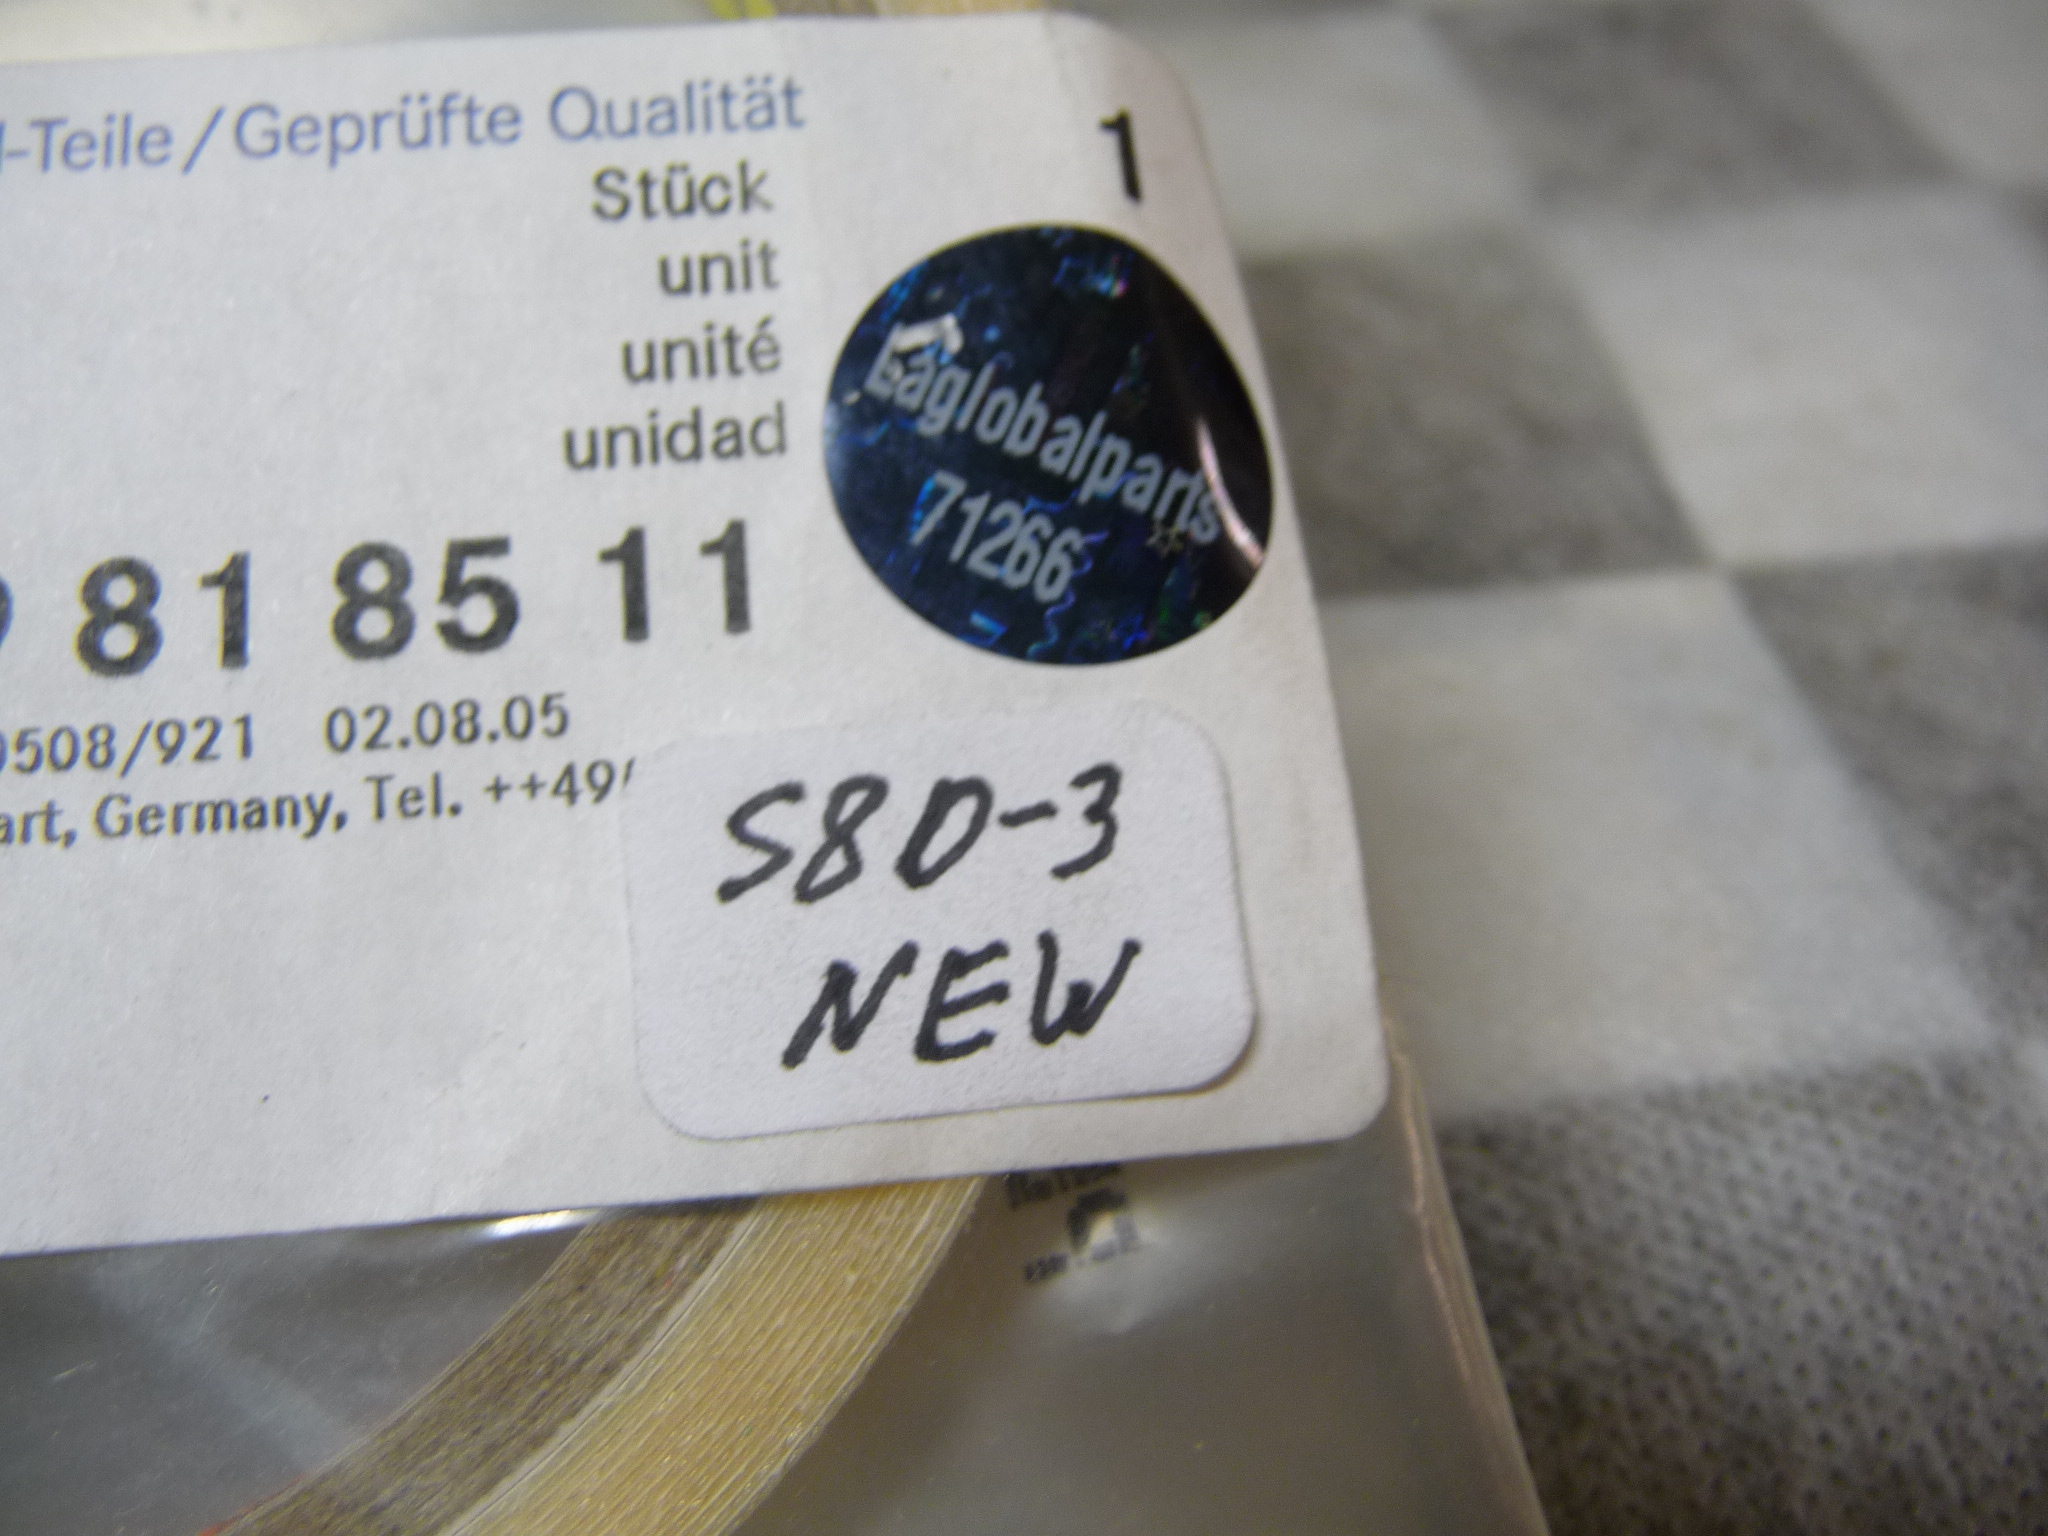 -Teile/Geprüfte Qualität
Stück 1
unit
unité
unidad
Eaglobalparts
71266
81 85 11
0508/921 02.08.05
art, Germany, Tel. ++49/
S80-3
NEW